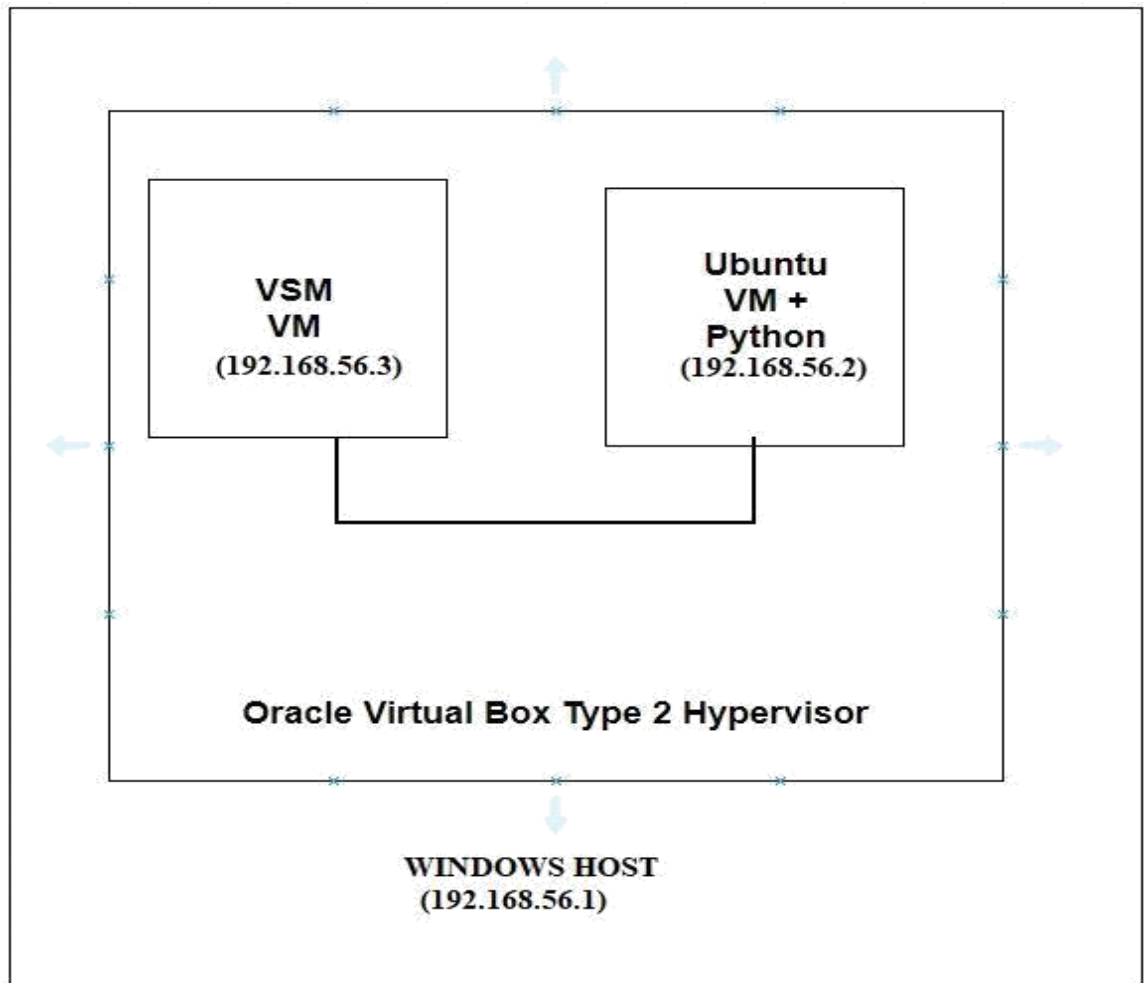 VSM
VM
(192.168.56.3)
Ubuntu
VM +
Python
(192.168.56.2)
Oracle Virtual Box Type 2 Hypervisor
WINDOWS HOST
(192.168.56.1)